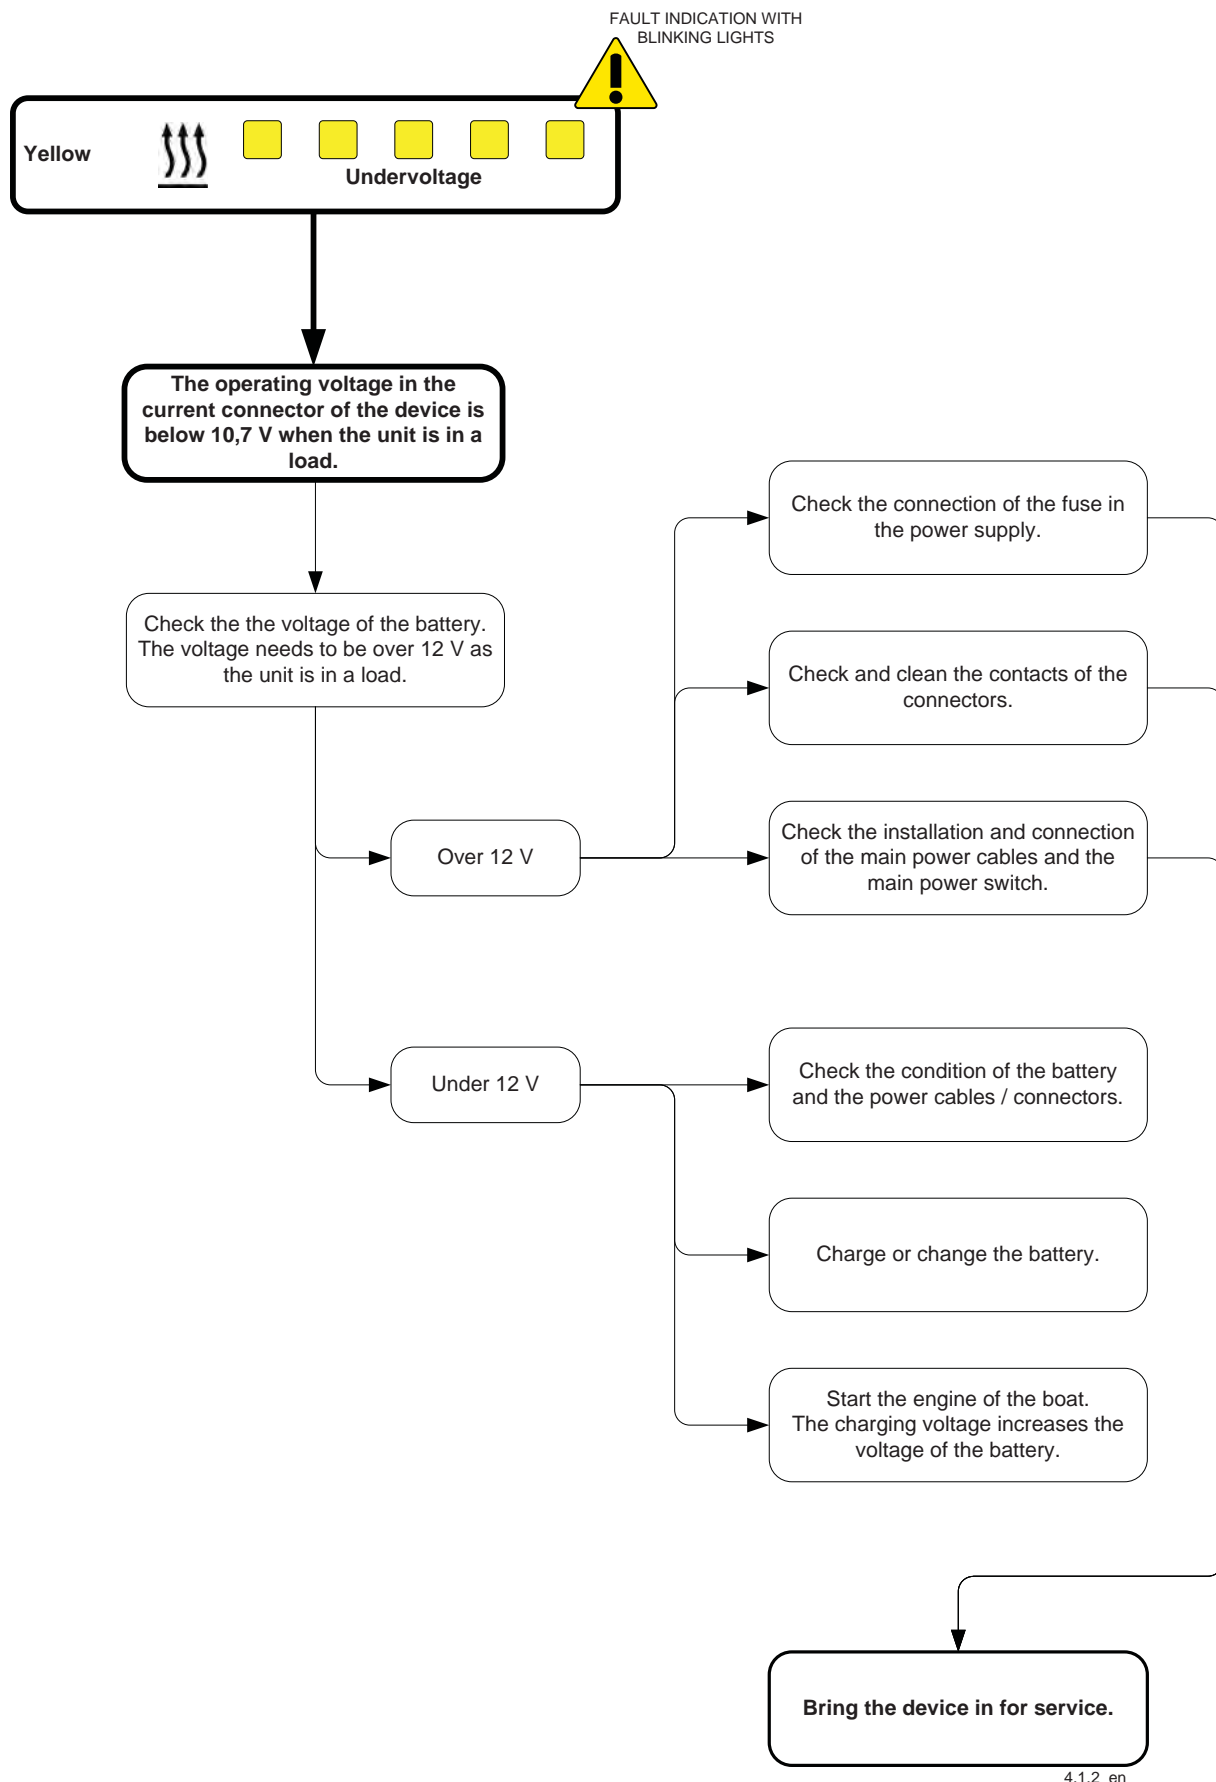 FAULT INDICATION WITH
BLINKING LIGHTS
Yellow
Undervoltage
The operating voltage in the
current connector of the device is
below 10,7 V when the unit is in a
load.
Check the the voltage of the battery.
The voltage needs to be over 12 V as
the unit is in a load.
Over 12 V
Check the connection of the fuse in
the power supply.
Check and clean the contacts of the
connectors.
Check the installation and connection
of the main power cables and the
main power switch.
Under 12 V
Check the condition of the battery
and the power cables / connectors.
Charge or change the battery.
Start the engine of the boat.
The charging voltage increases the
voltage of the battery.
Bring the device in for service.
4.1.2_en